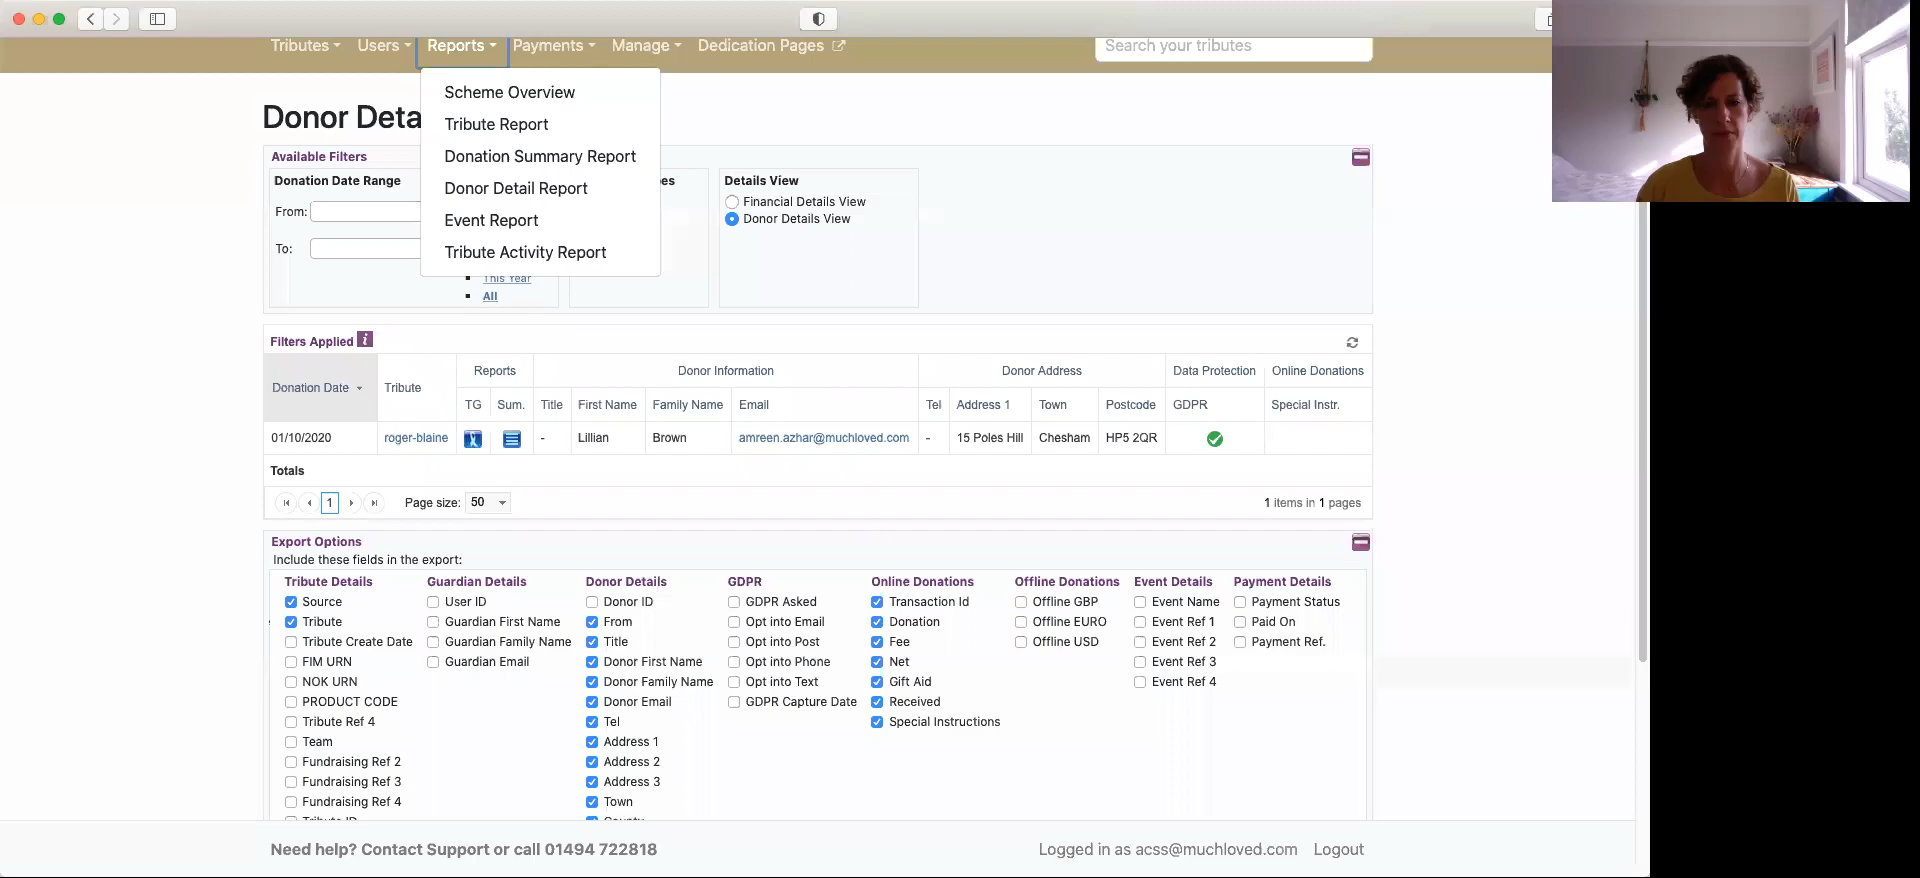 Tributes Users Reports Payments Manage Dedication Pages Search your tributes
Scheme Overview
Tribute Report
Donation Summary Report
Donor Detail Report
Event Report
Tribute Activity Report
Donor Deta
Available Filters
Donation Date Range
From:
To:
This Year
All
es
Details View
Financial Details View
Donor Details View
Filters Applied i
Donation Date Tribute Reports Donor Information Donor Address Data Protection Online Donations
TG Sum. Title First Name Family Name Email Tel Address 1 Town Postcode GDPR Special Instr.
01/10/2020 roger-blaine - Lillian Brown amreen.azhar@muchloved.com - 15 Poles Hill Chesham HP5 2QR
Totals
1 Page size: 50 1 items in 1 pages
Export Options
Include these fields in the export:
Tribute Details Guardian Details Donor Details GDPR Online Donations Offline Donations Event Details Payment Details
Source User ID Donor ID GDPR Asked Transaction Id Offline GBP Event Name Payment Status
Tribute Guardian First Name From Opt into Email Donation Offline EURO Event Ref 1 Paid On
Tribute Create Date Guardian Family Name Title Opt into Post Fee Offline USD Event Ref 2 Payment Ref.
FIM URN Guardian Email Donor First Name Opt into Phone Net Event Ref 3
NOK URN Donor Family Name Opt into Text Gift Aid Event Ref 4
PRODUCT CODE Donor Email GDPR Capture Date Received
Tribute Ref 4 Tel Special Instructions
Team Address 1
Fundraising Ref 2 Address 2
Fundraising Ref 3 Address 3
Fundraising Ref 4 Town
Tribute ID County
Need help? Contact Support or call 01494 722818 Logged in as acss@muchloved.com Logout